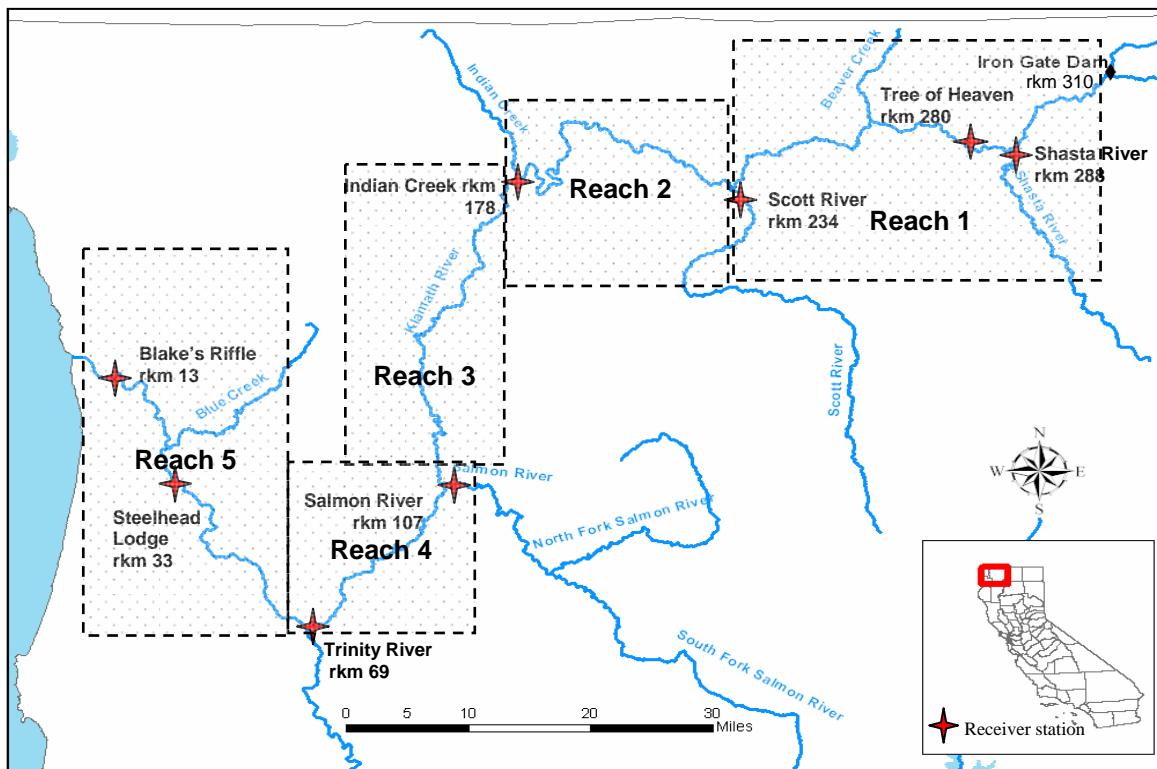 Iron Gate Dam
rkm 310
Beaver Creek
Tree of Heaven
rkm 280
Indian Creek
Shasta River
rkm 288
Shasta River
Indian Creek rkm
178
Reach 2
Scott River
rkm 234
Reach 1
Klamath River
Blake's Riffle
rkm 13
Blue Creek
Reach 3
Scott River
Reach 5
Salmon River
Salmon River
rkm 107
Reach 4
Steelhead
Lodge
rkm 33
North Fork Salmon River
N
W
E
S
Trinity River
rkm 69
South Fork Salmon River
0
10
20
30
Miles
Receiver station